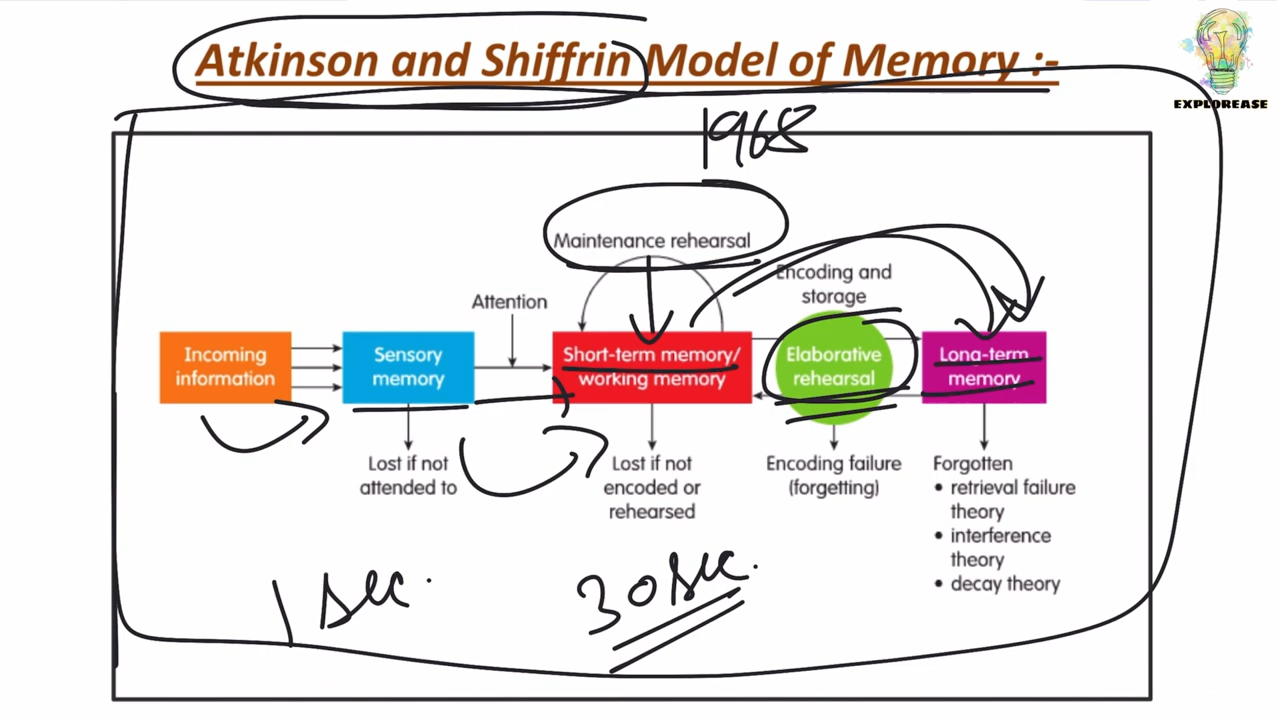 Atkinson and Shiffrin Model of Memory :-
EXPLOREASE
1968
Maintenance rehearsal
Encoding and
storage
Attention
Incoming
information
Sensory
memory
Short-term memory/
working memory
Elaborative
rehearsal
Long-term
memory
Lost if not
attended to
Lost if not
encoded or
rehearsed
Encoding failure
(forgetting)
Forgotten
• retrieval failure
theory
• interference
theory
• decay theory
1 sec.
30 sec.